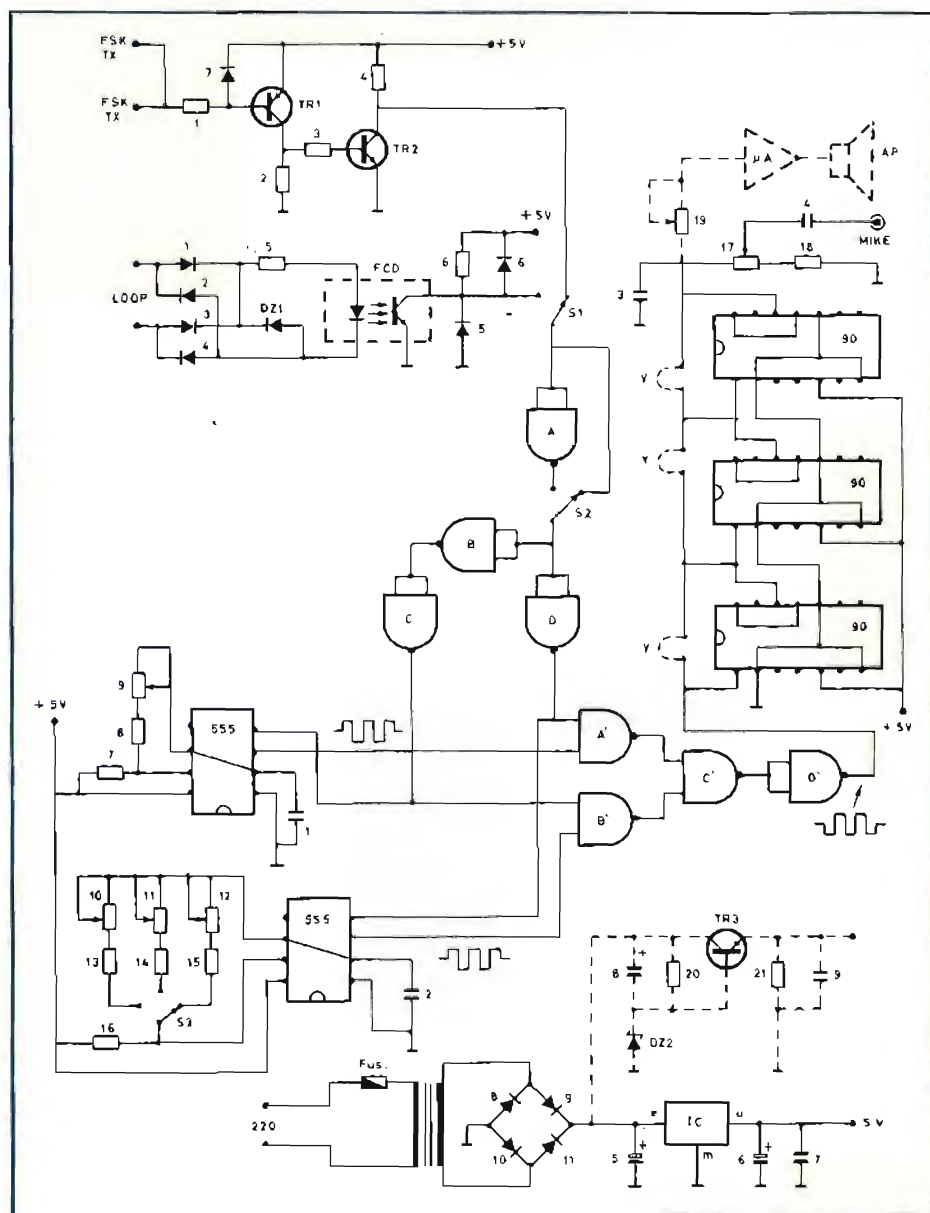 FSK TX
+5V
7
4
FSK TX
1
TR1
3
TR2
2
µA
AP
19
4
MIKE
17
18
3
+5V
6
6
5
FCD
1
5
2
LOOP
3
DZ1
4
S1
90
Y
A
90
Y
S2
B
C
D
90
Y
+5V
9
+5V
8
555
7
1
A'
B'
C'
D'
10
11
12
13
14
15
S3
16
555
2
TR3
8
+
20
21
9
DZ2
Fus.
220
8
9
10
11
e
IC
u
m
5
+
6
+
7
5V